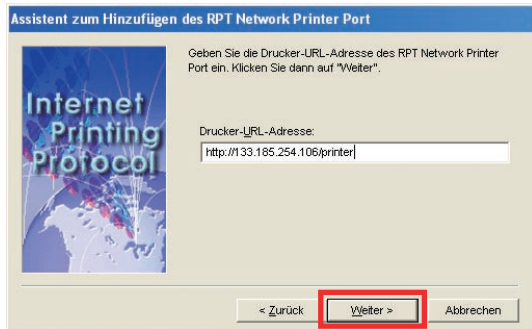 Assistent zum Hinzufügen des RPT Network Printer Port
Internet
Printing
Protocol
Geben Sie die Drucker-URL-Adresse des RPT Network Printer
Port ein. Klicken Sie dann auf "Weiter".
Drucker-URL-Adresse:
http://133.185.254.106/printer
< Zurück
Weiter >
Abbrechen